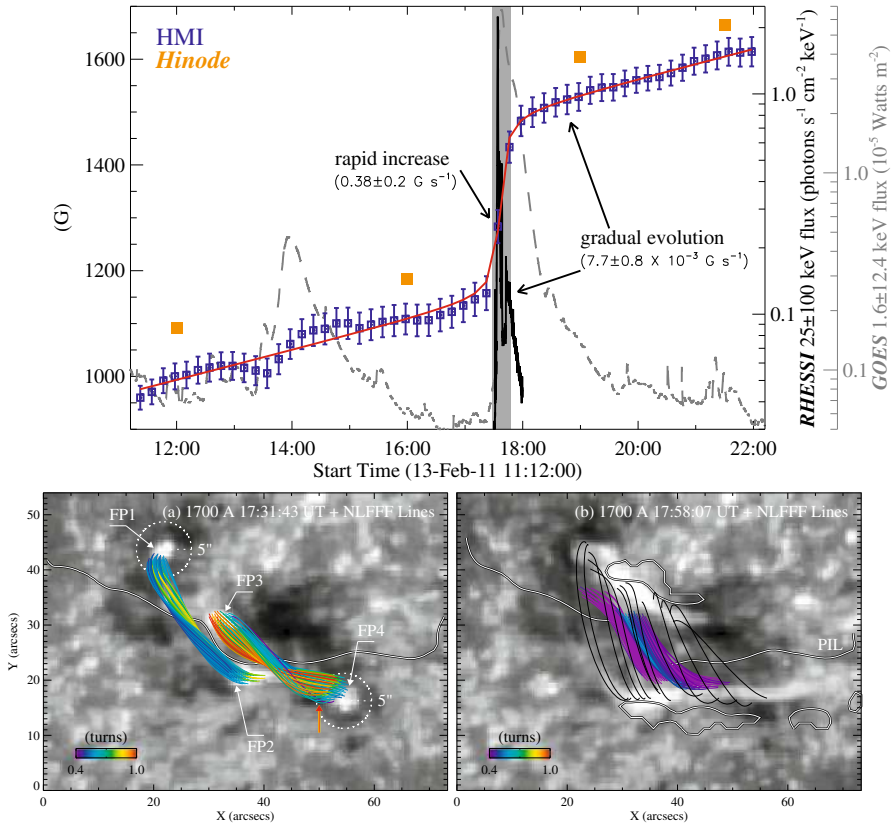 HMI
Hinode
1600
1400
1200
1000
(G)
rapid increase
(0.38±0.2 G s⁻¹)
gradual evolution
(7.7±0.8 X 10⁻³ G s⁻¹)
1.0
0.1
RHESSI 25±100 keV flux (photons s⁻¹ cm⁻² keV⁻¹)
1.0
0.1
GOES 1.6±12.4 keV flux (10⁻⁵ Watts m⁻²)
12:00 14:00 16:00 18:00 20:00 22:00
Start Time (13-Feb-11 11:12:00)
(a) 1700 A 17:31:43 UT + NLFFF Lines
FP1
5"
FP3
FP4
5"
FP2
(turns)
0.4 1.0
50
40
30
20
10
0
Y (arcsecs)
0 20 40 60
X (arcsecs)
(b) 1700 A 17:58:07 UT + NLFFF Lines
PIL
(turns)
0.4 1.0
0 20 40 60
X (arcsecs)